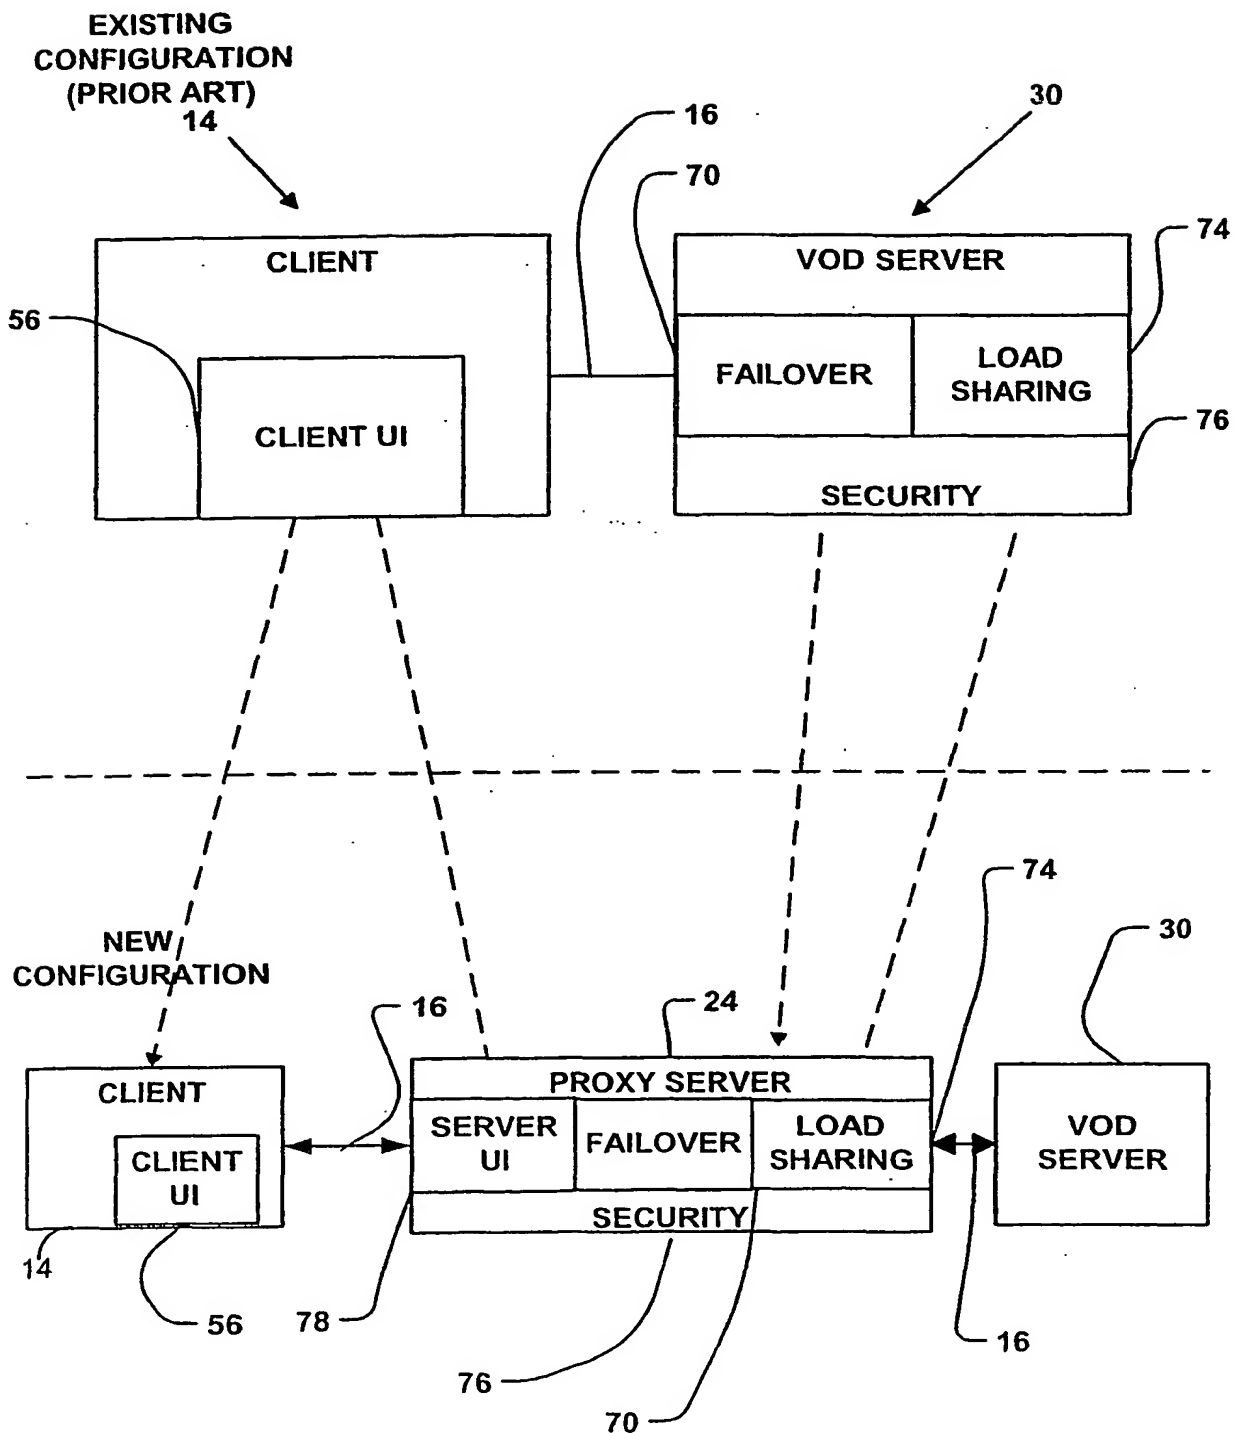 EXISTING
CONFIGURATION
(PRIOR ART)
14
16
30
70
74
CLIENT
VOD SERVER
56
FAILOVER
LOAD
SHARING
76
CLIENT UI
SECURITY
74
NEW
CONFIGURATION
30
16
24
CLIENT
PROXY SERVER
CLIENT
UI
SERVER
UI
FAILOVER
LOAD
SHARING
VOD
SERVER
SECURITY
14
56
78
16
76
70